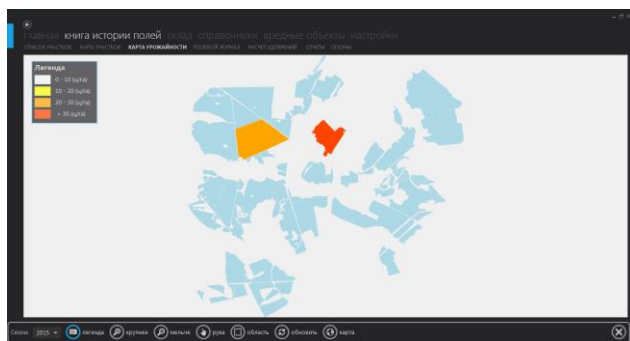 главная книга истории полей склад справочники вредные объекты настройки
СПИСОК УЧАСТКОВ КАРТА УЧАСТКОВ КАРТА УРОЖАЙНОСТИ ПОЛЕВОЙ ЖУРНАЛ РАСЧЕТ УДОБРЕНИЙ ОТЧЕТЫ СЕЗОНЫ
Легенда
0 - 10 (ц/га)
10 - 20 (ц/га)
20 - 30 (ц/га)
> 30 (ц/га)
Сезон: 2015 легенда крупнее мельче рука область обновить карта